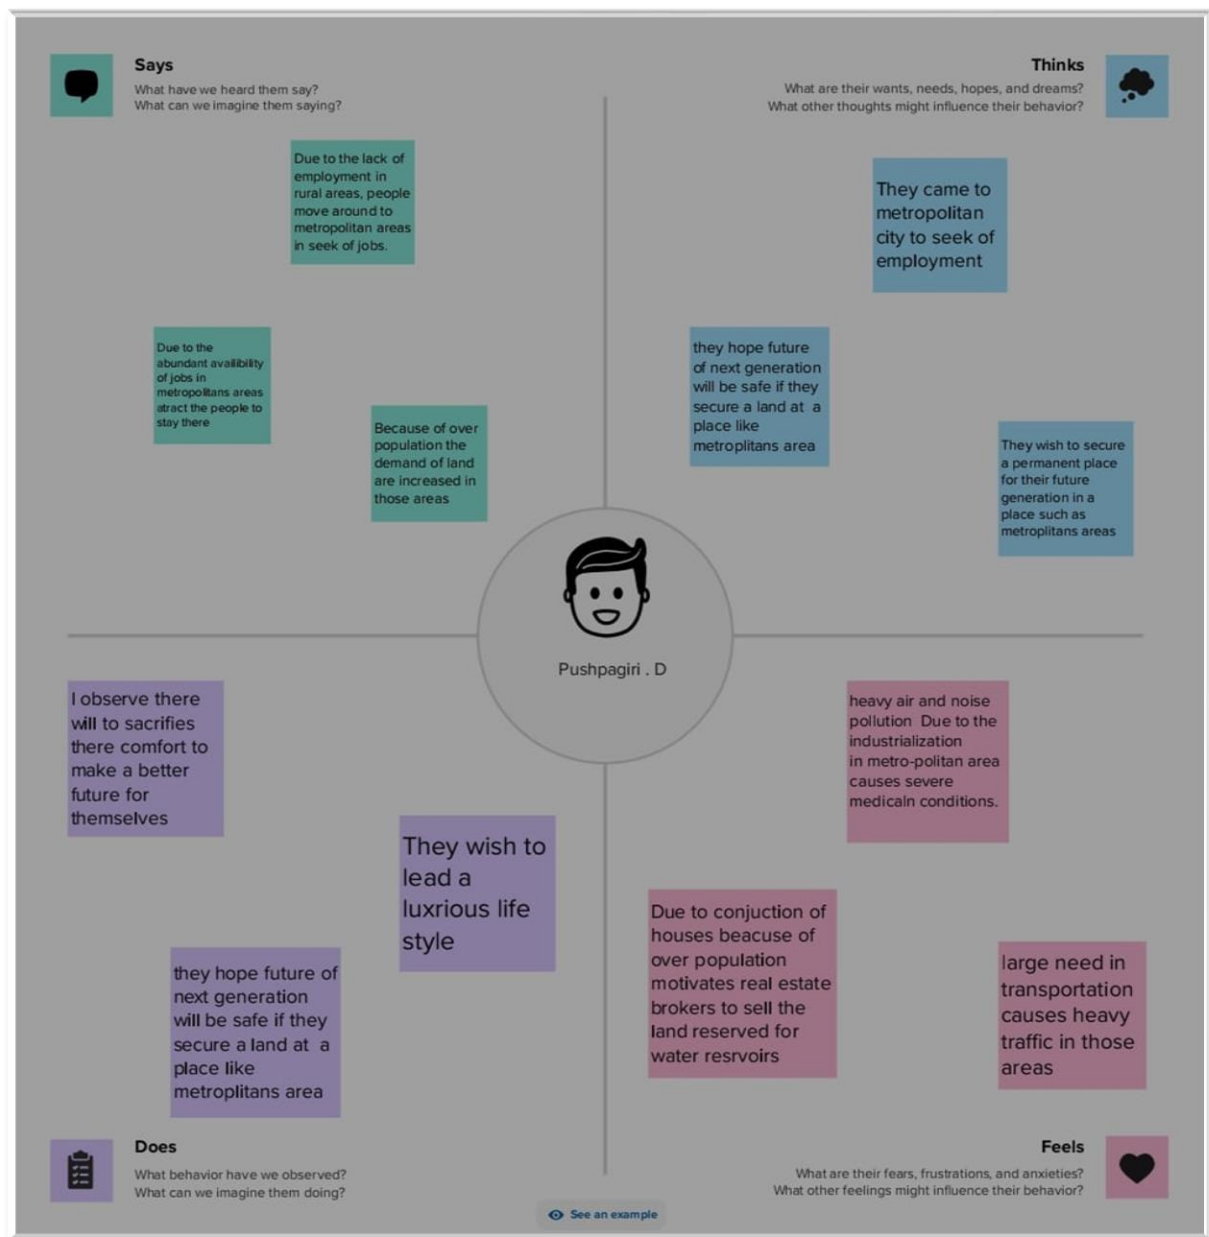 Says
What have we heard them say?
What can we imagine them saying?
Due to the lack of
employment in
rural areas, people
move around to
metropolitan areas
in seek of jobs.
Due to the
abundant availibility
of jobs in
metropolitans areas
atract the people to
stay there
Because of over
population the
demand of land
are increased in
those areas
Thinks
What are their wants, needs, hopes, and dreams?
What other thoughts might influence their behavior?
They came to
metropolitan
city to seek of
employment
they hope future
of next generation
will be safe if they
secure a land at a
place like
metroplitans area
They wish to secure
a permanent place
for their future
generation in a
place such as
metroplitans areas
Pushpagiri . D
I observe there
will to sacrifies
there comfort to
make a better
future for
themselves
They wish to
lead a
luxrious life
style
they hope future of
next generation
will be safe if they
secure a land at a
place like
metroplitans area
Does
What behavior have we observed?
What can we imagine them doing?
heavy air and noise
pollution Due to the
industrialization
in metro-politan area
causes severe
medicaln conditions.
Due to conjuction of
houses beacuse of
over population
motivates real estate
brokers to sell the
land reserved for
water resrvoirs
large need in
transportation
causes heavy
traffic in those
areas
Feels
What are their fears, frustrations, and anxieties?
What other feelings might influence their behavior?
See an example